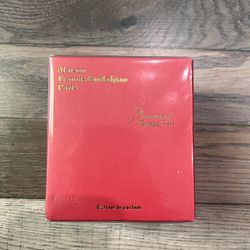 Maison
Francis Kurkdjian
Paris
Baccarat
Rouge 540
Extrait de parfum